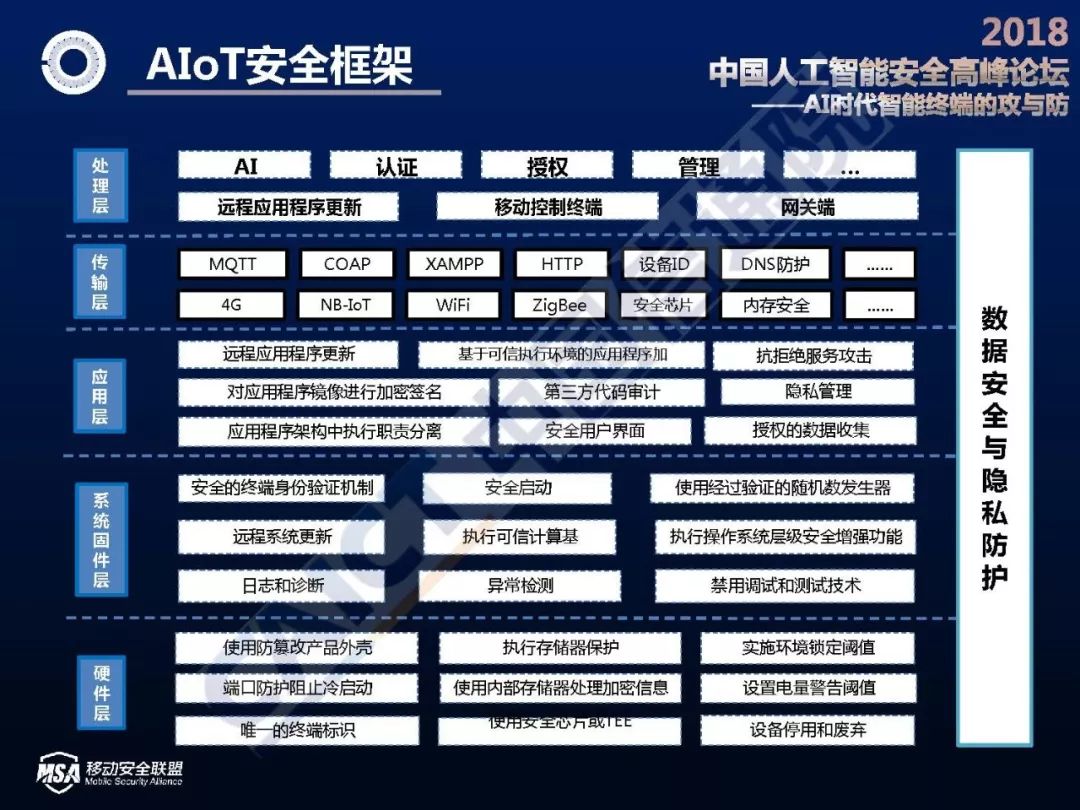 AIoT安全框架
2018
中国人工智能安全高峰论坛
——AI时代智能终端的攻与防
处理层
AI 认证 授权 管理 ...
远程应用程序更新 移动控制终端 网关端
传输层
MQTT COAP XAMPP HTTP 设备ID DNS防护 ......
4G NB-IoT WiFi ZigBee 安全芯片 内存安全 ......
应用层
远程应用程序更新 基于可信执行环境的应用程序加 抗拒绝服务攻击
对应用程序镜像进行加密签名 第三方代码审计 隐私管理
应用程序架构中执行职责分离 安全用户界面 授权的数据收集
系统固件层
安全的终端身份验证机制 安全启动 使用经过验证的随机数发生器
远程系统更新 执行可信计算基 执行操作系统层级安全增强功能
日志和诊断 异常检测 禁用调试和测试技术
硬件层
使用防篡改产品外壳 执行存储器保护 实施环境锁定阈值
端口防护阻止冷启动 使用内部存储器处理加密信息 设置电量警告阈值
唯一的终端标识 使用安全芯片或TEE 设备停用和废弃
数据安全与隐私防护
CAICT中国信通院
MSA 移动安全联盟
Mobile Security Alliance